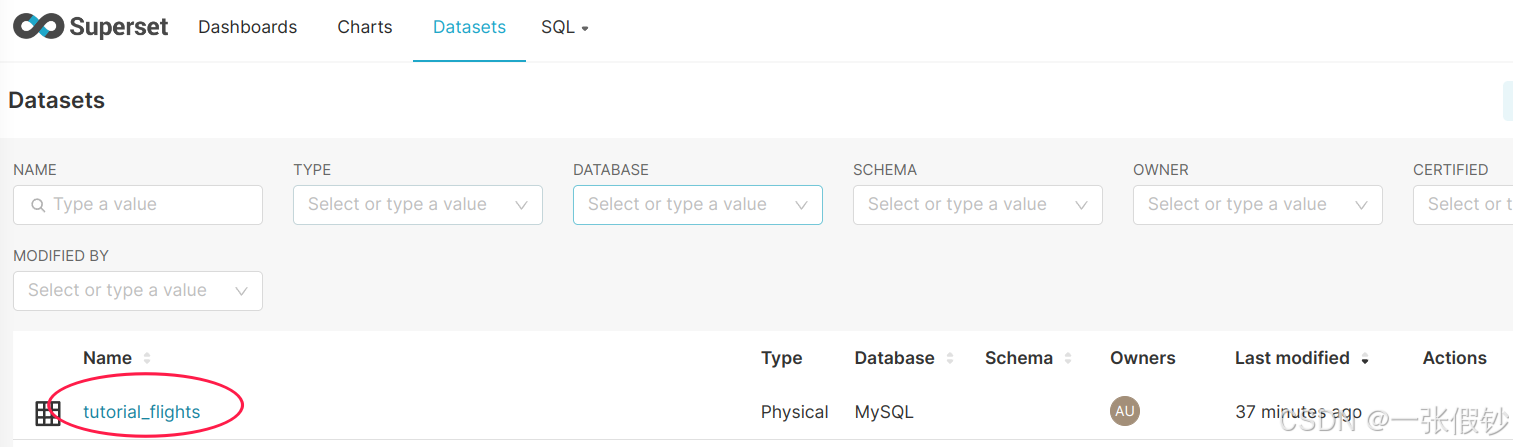 Superset Dashboards Charts Datasets SQL
Datasets
NAME TYPE DATABASE SCHEMA OWNER CERTIFIED
Type a value Select or type a value Select or type a value Select or type a value Select or type a value Select or t
MODIFIED BY
Select or type a value
Name Type Database Schema Owners Last modified Actions
tutorial_flights Physical MySQL AU 37 minutes ago
CSDN @一张假钞